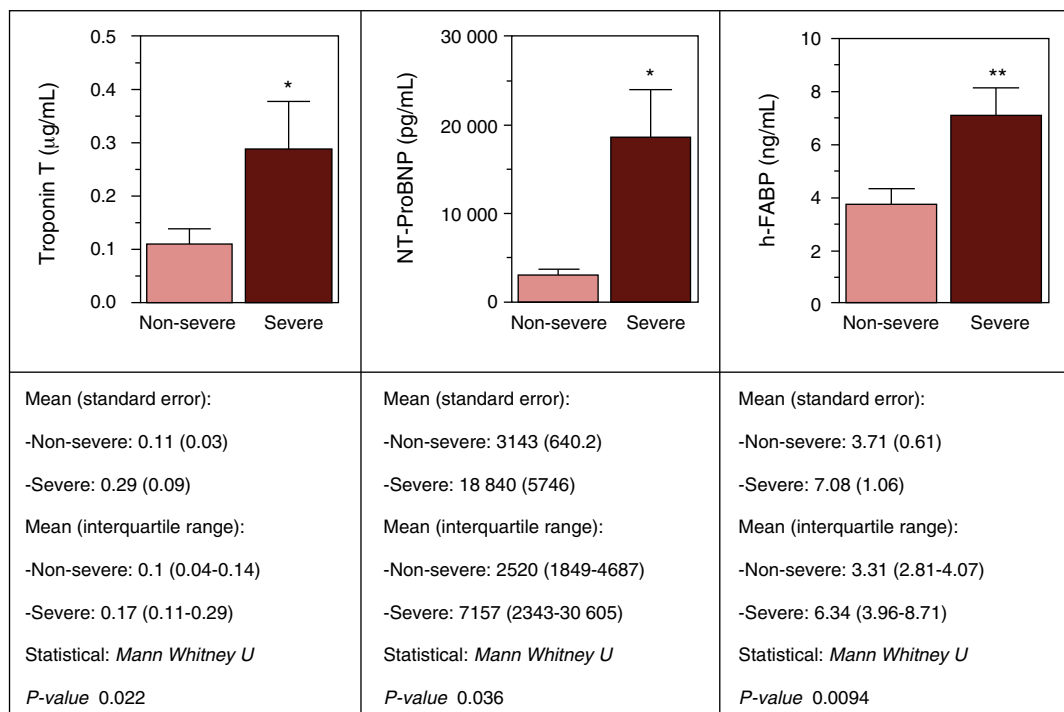 0.5
0.4
0.3
0.2
0.1
0.0
Troponin T (μg/mL)
*
Non-severe Severe
30 000
20 000
10 000
0
NT-ProBNP (pg/mL)
*
Non-severe Severe
10
8
6
4
2
0
h-FABP (ng/mL)
**
Non-severe Severe
Mean (standard error):
-Non-severe: 0.11 (0.03)
-Severe: 0.29 (0.09)
Mean (interquartile range):
-Non-severe: 0.1 (0.04-0.14)
-Severe: 0.17 (0.11-0.29)
Statistical: Mann Whitney U
P-value 0.022
Mean (standard error):
-Non-severe: 3143 (640.2)
-Severe: 18 840 (5746)
Mean (interquartile range):
-Non-severe: 2520 (1849-4687)
-Severe: 7157 (2343-30 605)
Statistical: Mann Whitney U
P-value 0.036
Mean (standard error):
-Non-severe: 3.71 (0.61)
-Severe: 7.08 (1.06)
Mean (interquartile range):
-Non-severe: 3.31 (2.81-4.07)
-Severe: 6.34 (3.96-8.71)
Statistical: Mann Whitney U
P-value 0.0094